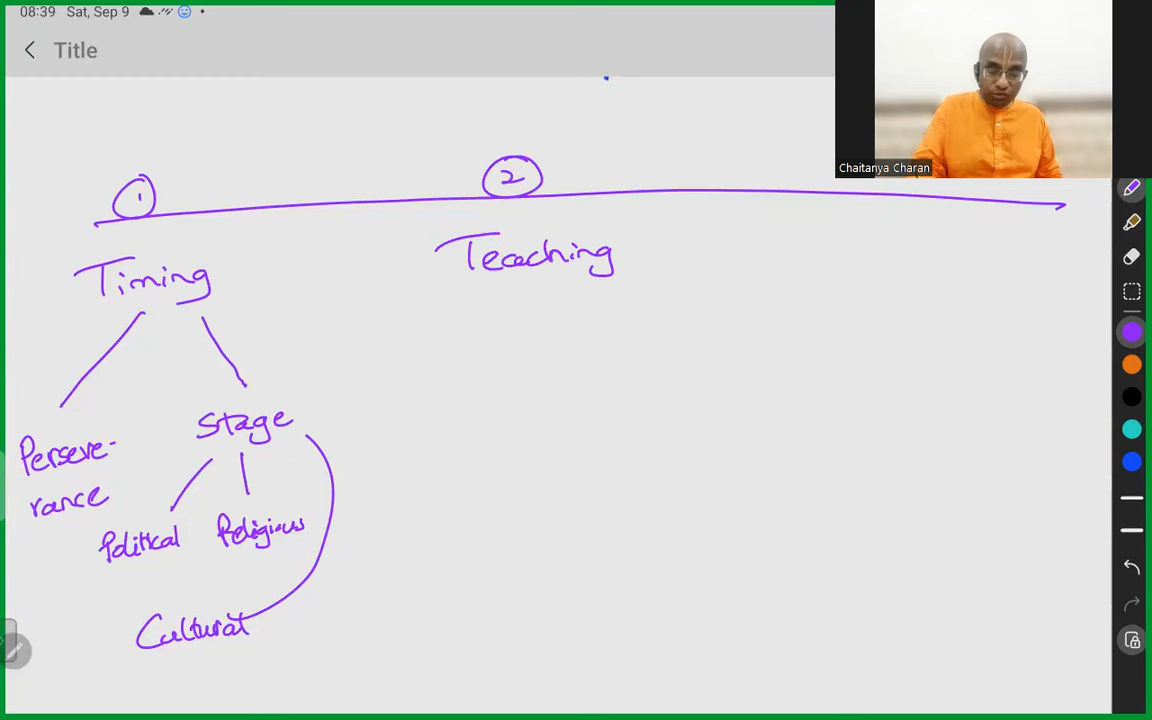 08:39 Sat, Sep 9
Title
Chaitanya Charan
1
2
Timing
Teaching
Stage
Perseve-
rance
Political
Religious
Cultural